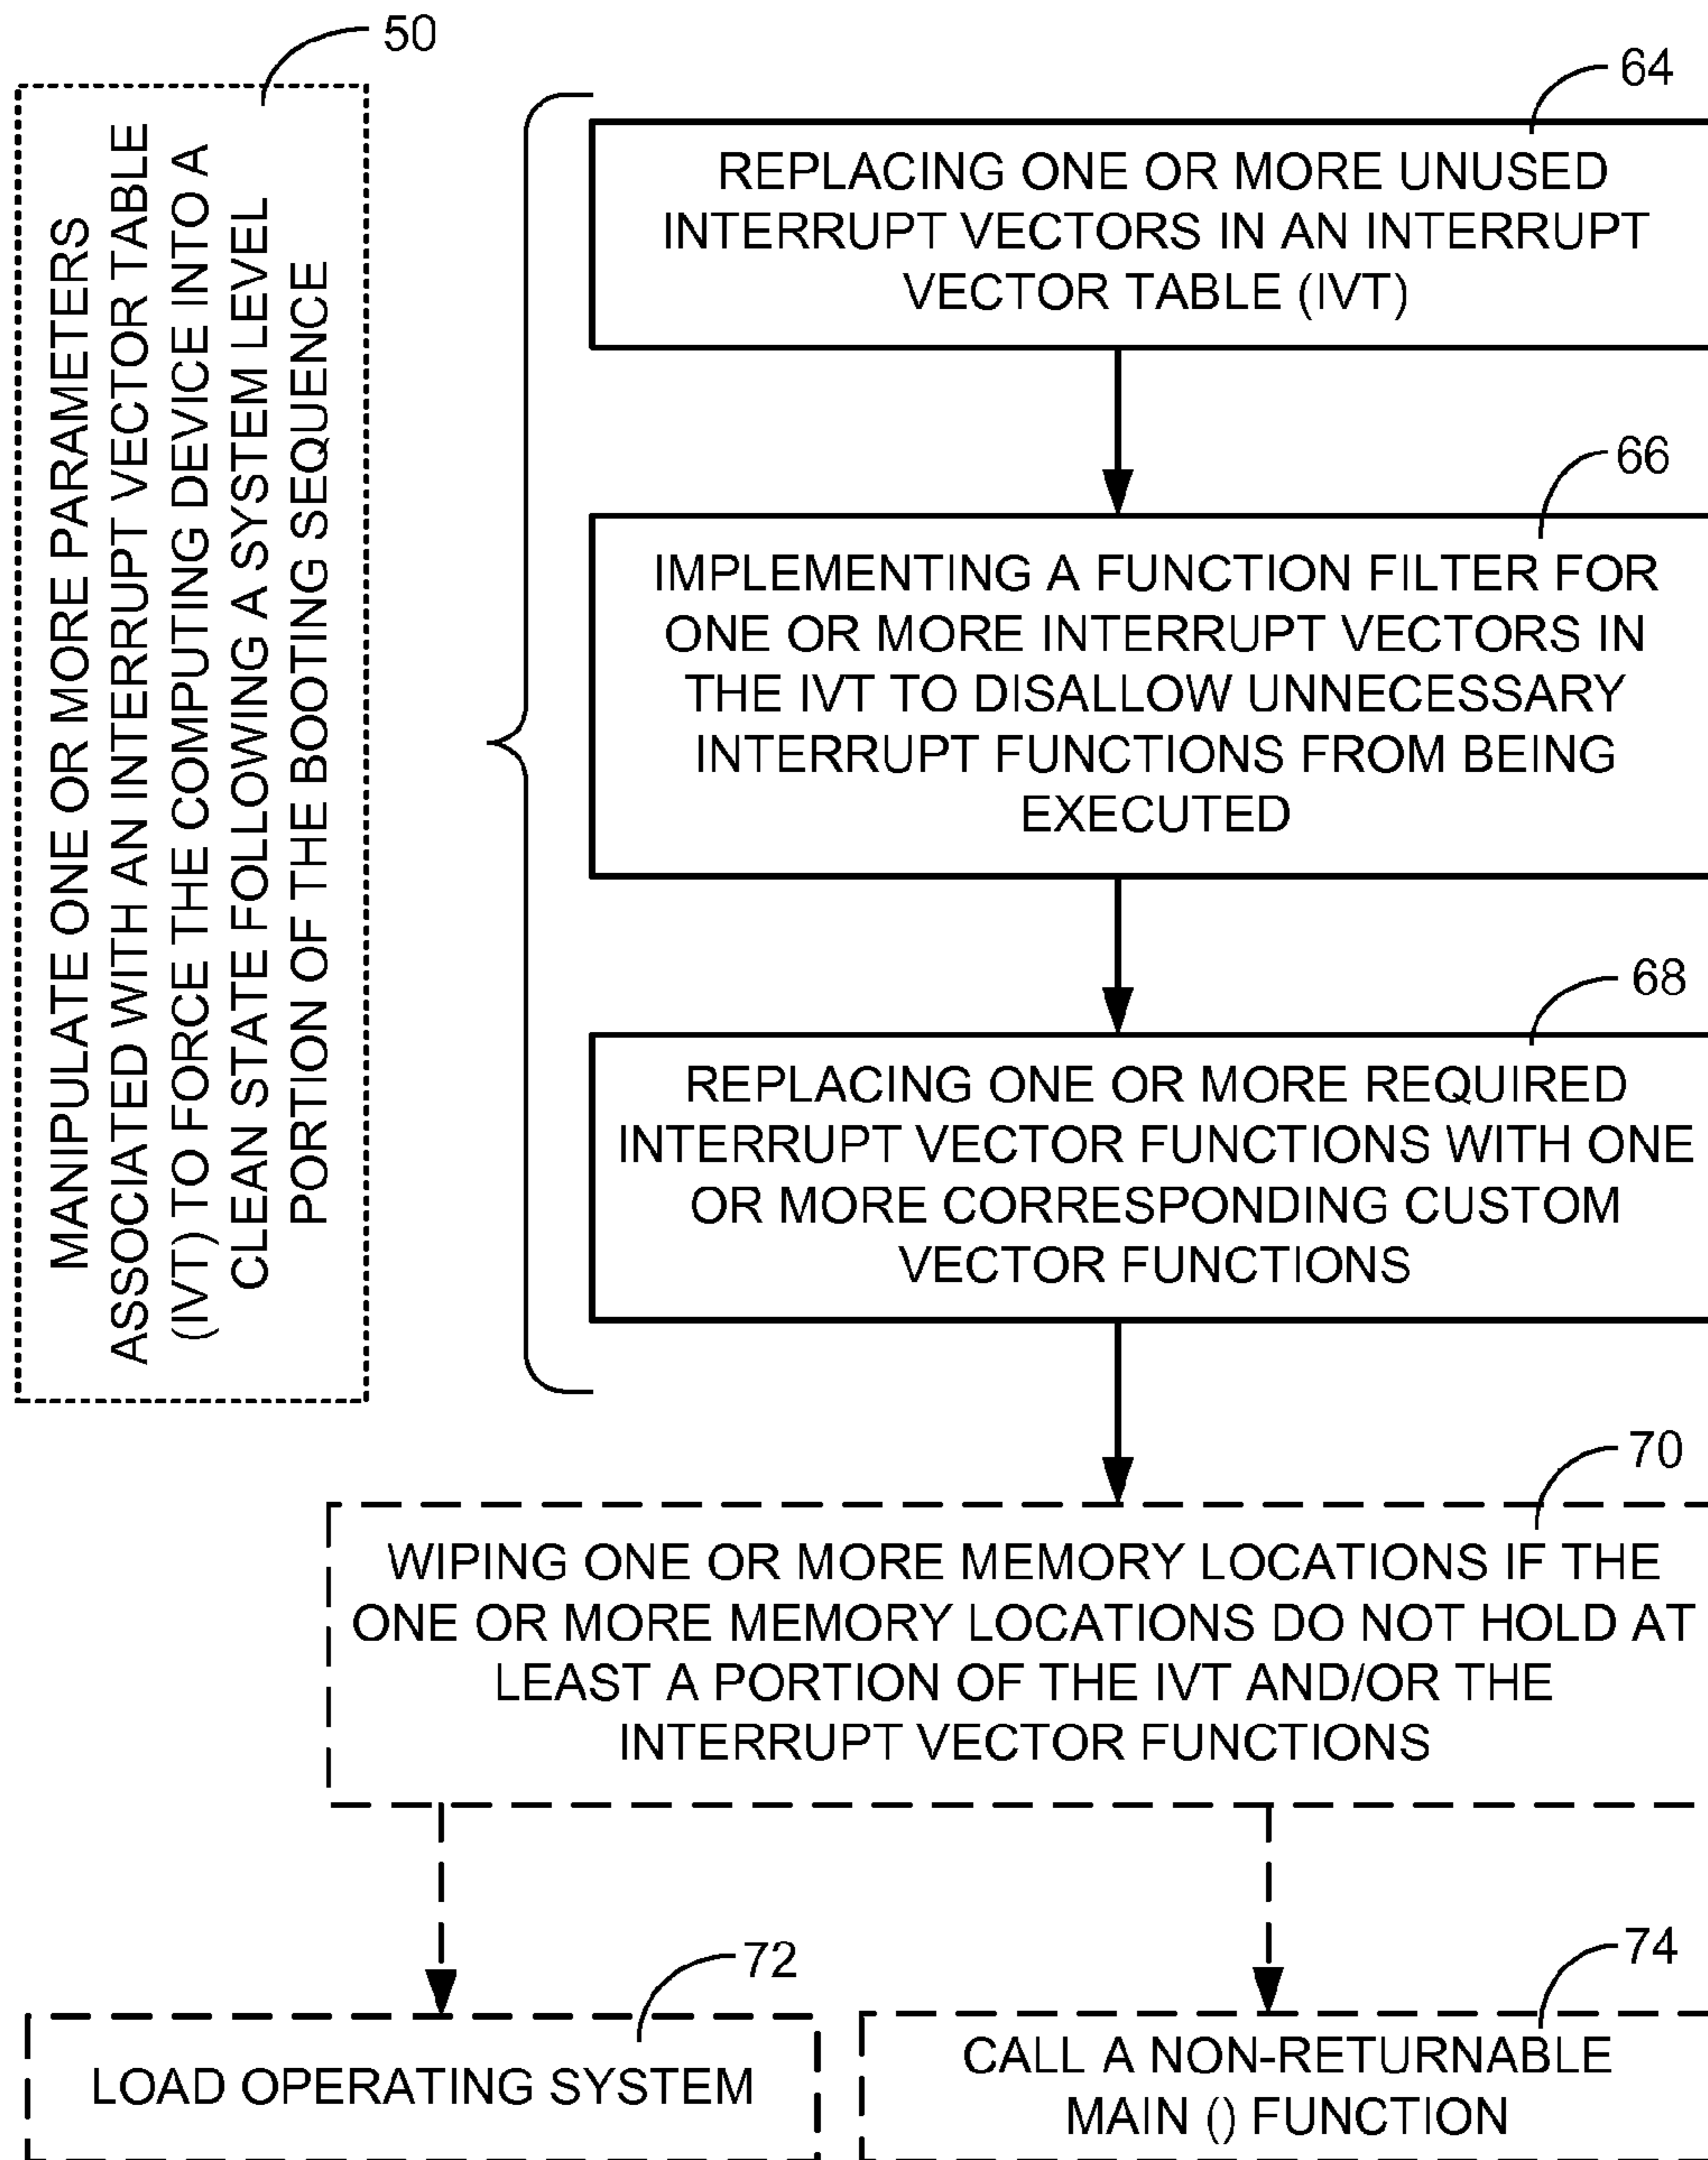 50
MANIPULATE ONE OR MORE PARAMETERS
ASSOCIATED WITH AN INTERRUPT VECTOR TABLE
(IVT) TO FORCE THE COMPUTING DEVICE INTO A
CLEAN STATE FOLLOWING A SYSTEM LEVEL
PORTION OF THE BOOTING SEQUENCE
64
REPLACING ONE OR MORE UNUSED
INTERRUPT VECTORS IN AN INTERRUPT
VECTOR TABLE (IVT)
66
IMPLEMENTING A FUNCTION FILTER FOR
ONE OR MORE INTERRUPT VECTORS IN
THE IVT TO DISALLOW UNNECESSARY
INTERRUPT FUNCTIONS FROM BEING
EXECUTED
68
REPLACING ONE OR MORE REQUIRED
INTERRUPT VECTOR FUNCTIONS WITH ONE
OR MORE CORRESPONDING CUSTOM
VECTOR FUNCTIONS
70
WIPING ONE OR MORE MEMORY LOCATIONS IF THE
ONE OR MORE MEMORY LOCATIONS DO NOT HOLD AT
LEAST A PORTION OF THE IVT AND/OR THE
INTERRUPT VECTOR FUNCTIONS
72
LOAD OPERATING SYSTEM
74
CALL A NON-RETURNABLE
MAIN () FUNCTION